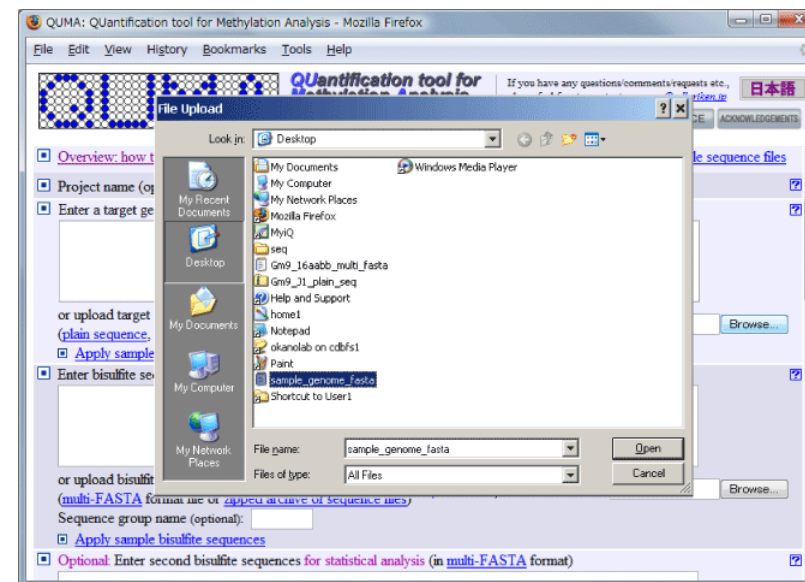 QUMA: QUantification tool for Methylation Analysis - Mozilla Firefox
File Edit View History Bookmarks Tools Help
QUMA
QUantification tool for
Methylation Analysis
If you have any questions/comments/requests etc.,
日本語
ACKNOWLEDGEMENTS
File Upload
Look in: Desktop
Overview: how t
le sequence files
Project name (op
Enter a target ge
or upload target
(plain sequence,
Browse...
Apply sample
Enter bisulfite se
My Recent Documents
Desktop
My Documents
My Computer
My Network Places
My Documents
My Computer
My Network Places
Mozilla Firefox
MyiQ
seq
Gm9_16aabb_multi_fasta
Gm9_J1_plain_seq
Help and Support
home1
Notepad
okanolab on cdbfs1
Paint
sample_genome_fasta
Shortcut to User1
Windows Media Player
File name: sample_genome_fasta Open
Files of type: All Files Cancel
or upload bisulfit
Browse...
(multi-FASTA format file or zipped archive of sequence files)
Sequence group name (optional):
Apply sample bisulfite sequences
Optional: Enter second bisulfite sequences for statistical analysis (in multi-FASTA format)